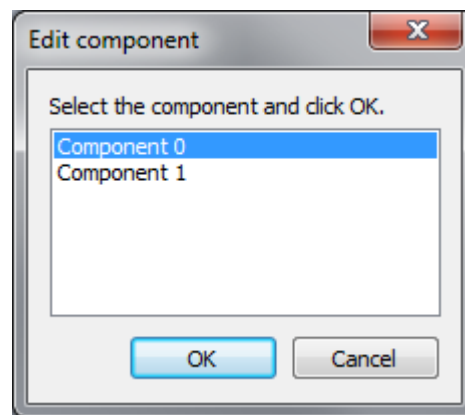 Edit component
Select the component and click OK.
Component 0
Component 1
OK
Cancel